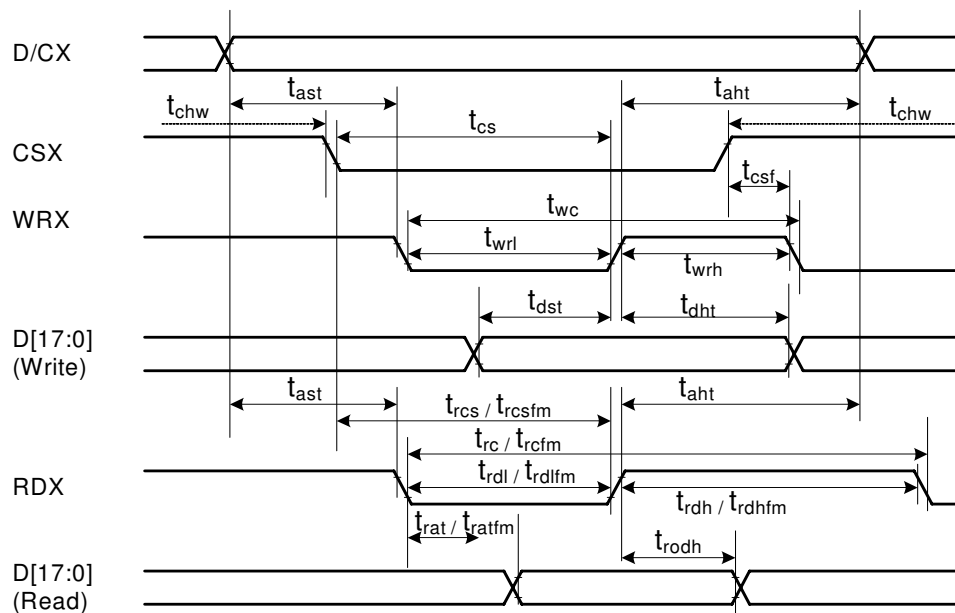 D/CX
tast
taht
tchw
tchw
tcs
CSX
tcsf
WRX
twc
twrl
twrh
tdst
tdht
D[17:0]
(Write)
tast
taht
trcs / trcsfm
trc / trcfm
RDX
trdl / trdlfm
trdh / trdhfm
trat / tratfm
trodh
D[17:0]
(Read)